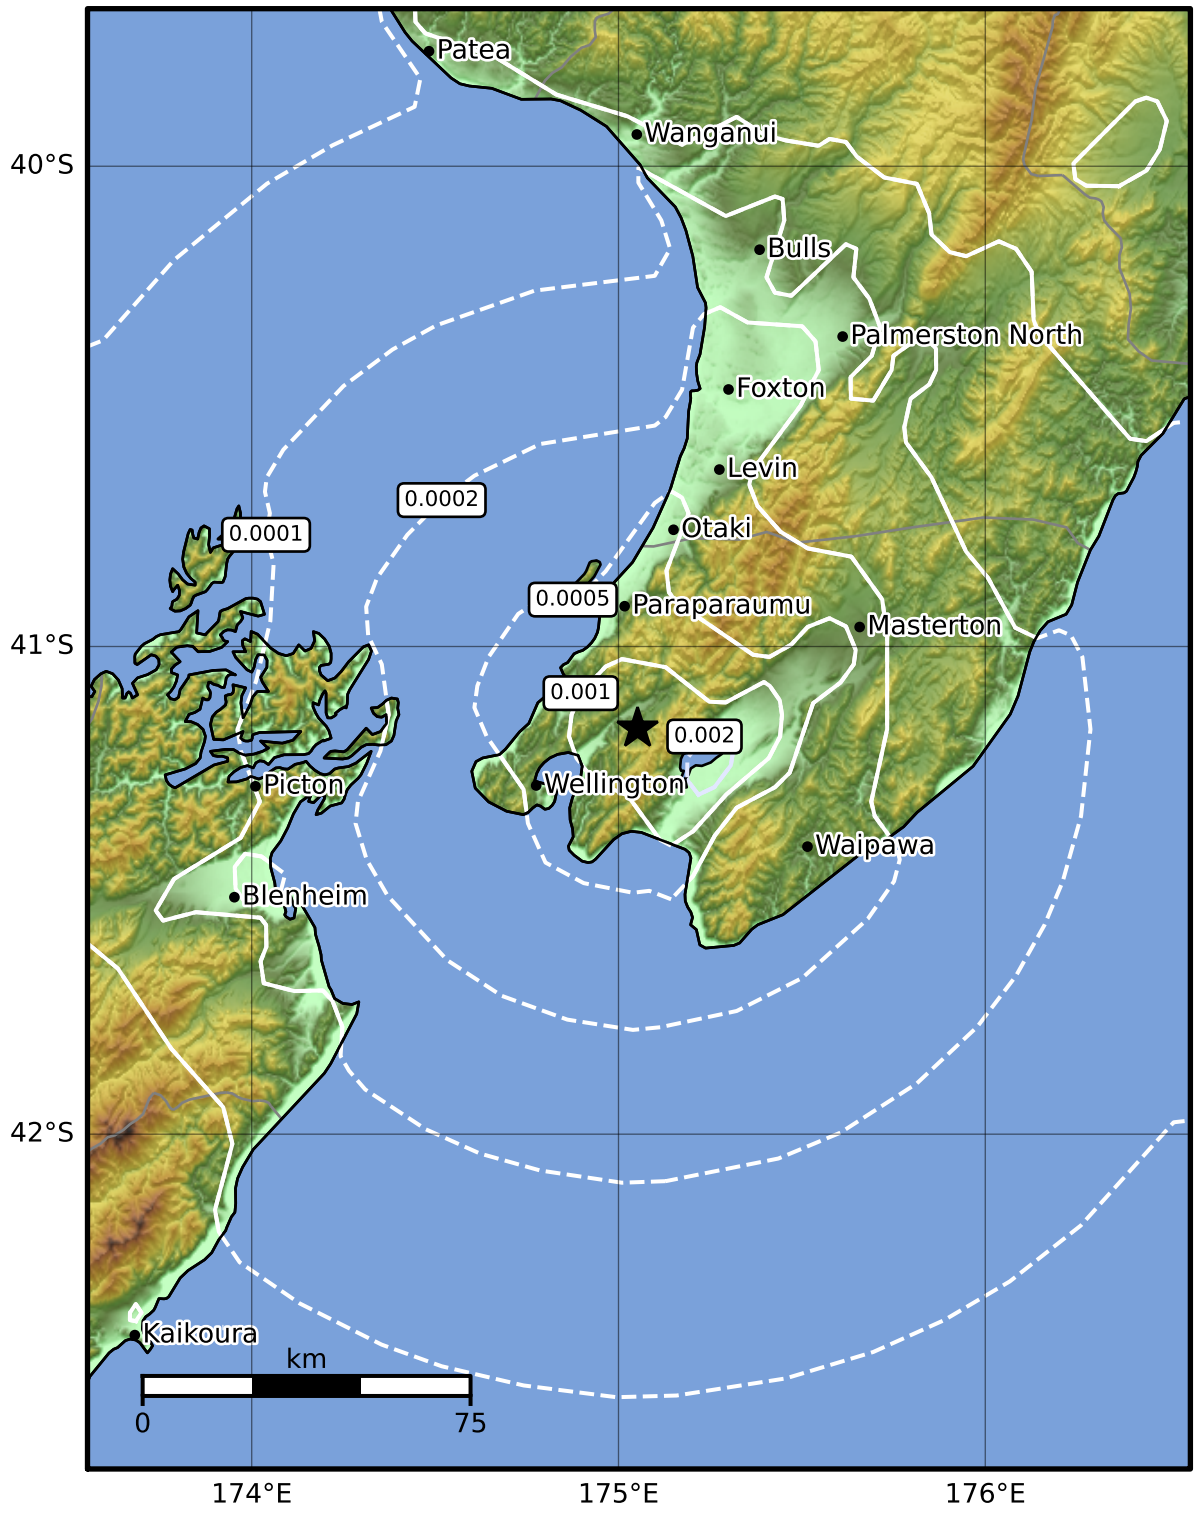 Patea
Wanganui
40°S
Bulls
Palmerston North
Foxton
Levin
0.0002
Otaki
0.0001
0.0005
Paraparaumu
Masterton
41°S
0.001
0.002
Picton
Wellington
Waipawa
Blenheim
42°S
Kaikoura
km
0
75
174°E
175°E
176°E